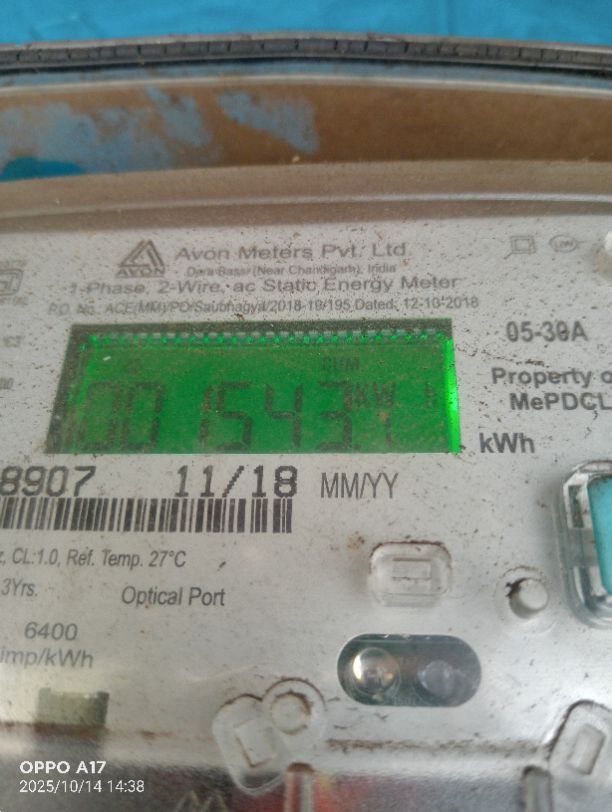 AVON
Avon Meters Pvt. Ltd.
Dera Bassi (Near Chandigarh), India
1-Phase, 2-Wire, ac Static Energy Meter
P.O. No. ACE(MM)/PO/Saubhagya/2018-19/195 Dated: 12-10-2018
05-30A
CUM
001543.1 KW
Property o
MePDCL
kWh
8907 11/18 MM/YY
z, CL:1.0, Ref. Temp. 27°C
3Yrs.
Optical Port
6400
imp/kWh
OPPO A17
2025/10/14 14:38